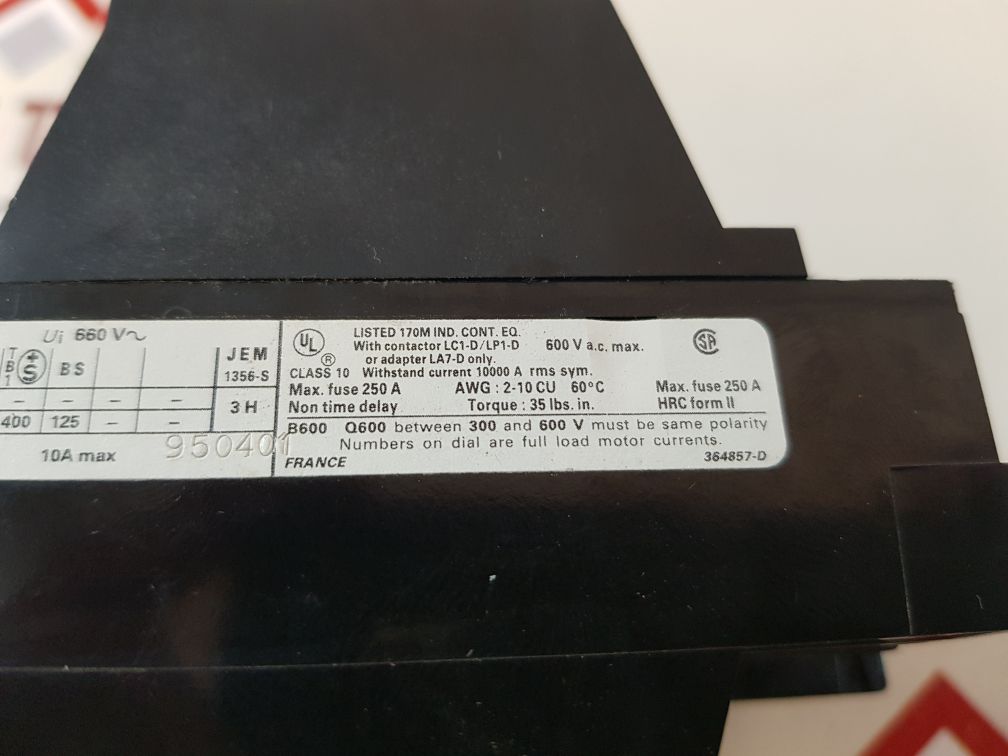 Ui 660 V~
T B 1 S BS JEM
1356-S
– – – – 3 H
400 125 – –
10A max 950401
UL ® LISTED 170M IND. CONT. EQ.
With contactor LC1-D/LP1-D 600 V a.c. max. SA
or adapter LA7-D only.
CLASS 10 Withstand current 10000 A rms sym.
Max. fuse 250 A AWG : 2-10 CU 60°C Max. fuse 250 A
Non time delay Torque : 35 lbs. in. HRC form II
B600 Q600 between 300 and 600 V must be same polarity
Numbers on dial are full load motor currents.
FRANCE 364857-D